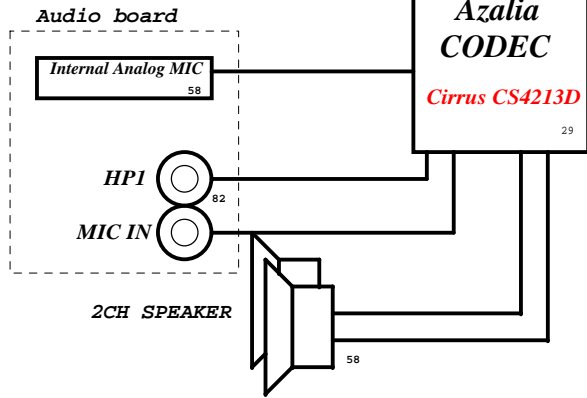 Audio board
Azalia
CODEC
Internal Analog MIC
58
Cirrus CS4213D
29
HP1
82
MIC IN
2CH SPEAKER
58